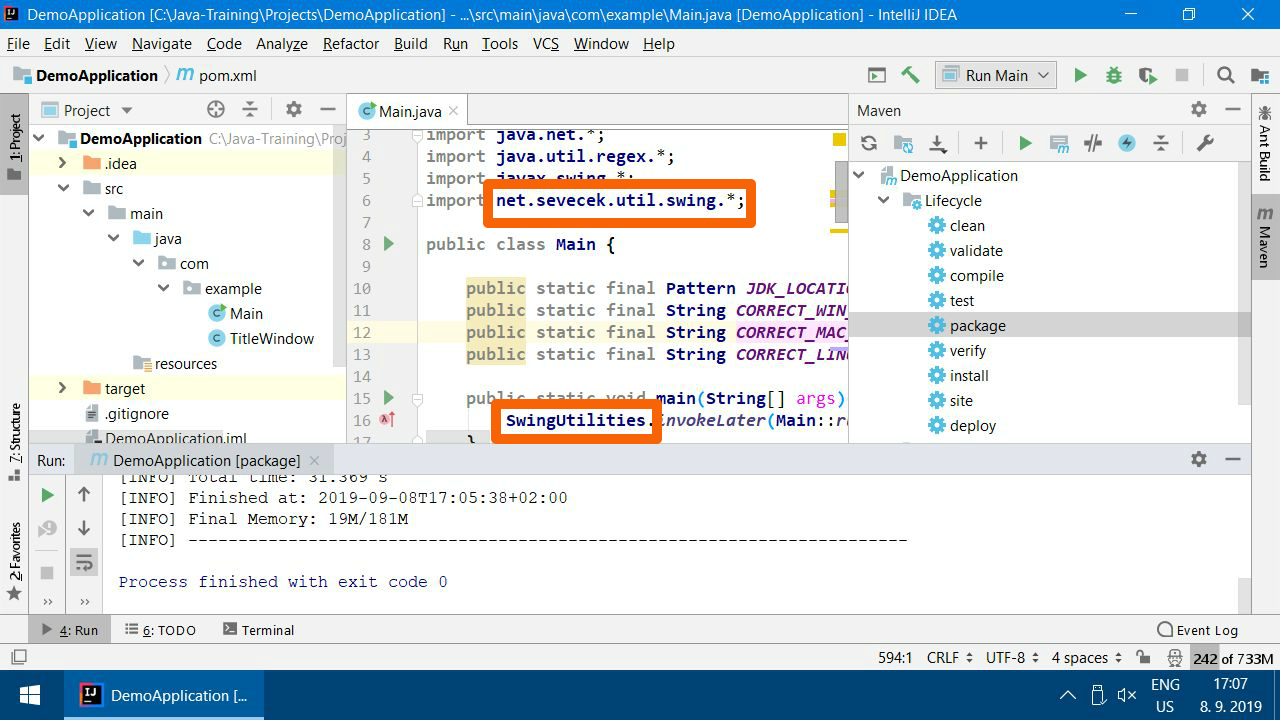 DemoApplication [C:\Java-Training\Projects\DemoApplication] - ...\src\main\java\com\example\Main.java [DemoApplication] - IntelliJ IDEA
File Edit View Navigate Code Analyze Refactor Build Run Tools VCS Window Help
DemoApplication pom.xml
Run Main
1: Project
7: Structure
2: Favorites
Project
DemoApplication C:\Java-Training\Proj
.idea
src
main
java
com
example
Main
TitleWindow
resources
target
.gitignore
DemoApplication.iml
Main.java
3 import java.net.*;
4 import java.util.regex.*;
5 import javax.swing.*;
6 import net.sevecek.util.swing.*;
7
8 public class Main {
9
10 public static final Pattern JDK_LOCATIO
11 public static final String CORRECT_WIN_
12 public static final String CORRECT_MAC_
13 public static final String CORRECT_LINU
14
15 public static void main(String[] args)
16 SwingUtilities.invokeLater(Main::r
17 }
Maven
DemoApplication
Lifecycle
clean
validate
compile
test
package
verify
install
site
deploy
Ant Build
Maven
Run: DemoApplication [package]
[INFO] Total time: 31.369 s
[INFO] Finished at: 2019-09-08T17:05:38+02:00
[INFO] Final Memory: 19M/181M
[INFO] ------------------------------------------------------------------------
Process finished with exit code 0
4: Run 6: TODO Terminal Event Log
594:1 CRLF UTF-8 4 spaces 242 of 733M
DemoApplication [...
ENG
US
17:07
8. 9. 2019